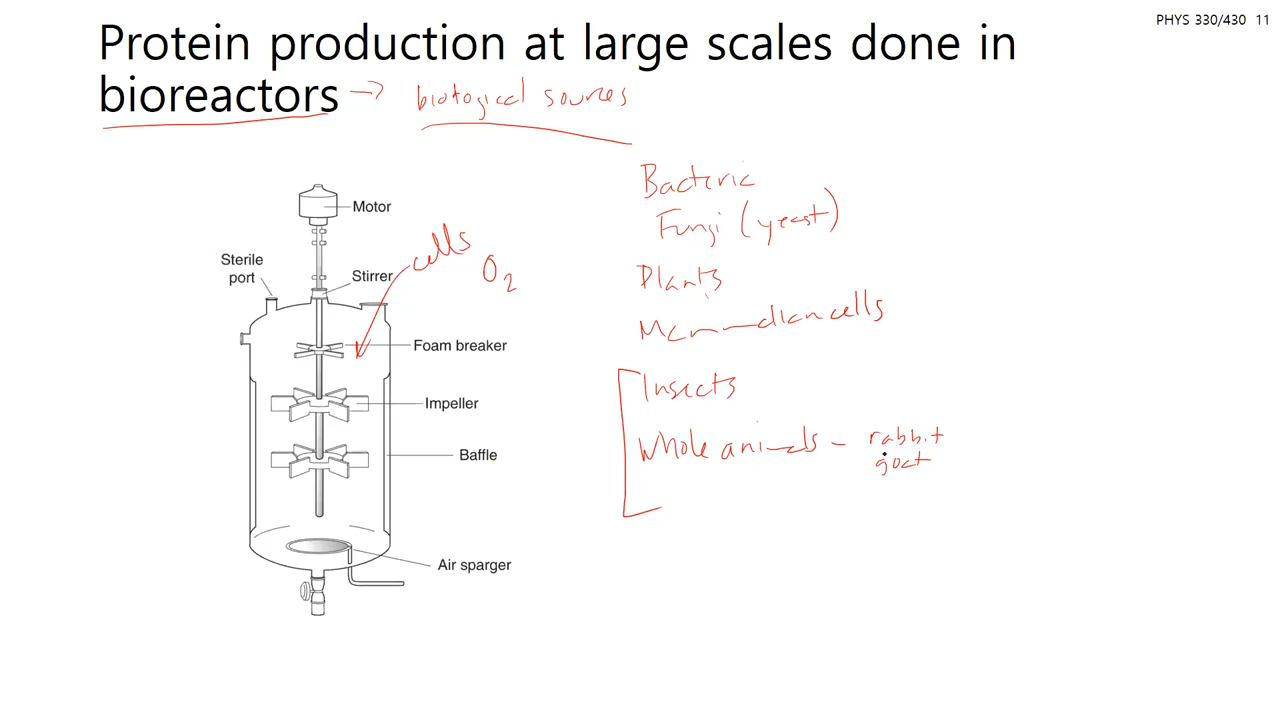 PHYS 330/430 11
Protein production at large scales done in
bioreactors → biological sources
Bacteria
Fungi (yeast)
Plants
Mammalian cells
Insects
Whole animals - rabbit
goat
cells
O2
Motor
Sterile
port
Stirrer
Foam breaker
Impeller
Baffle
Air sparger